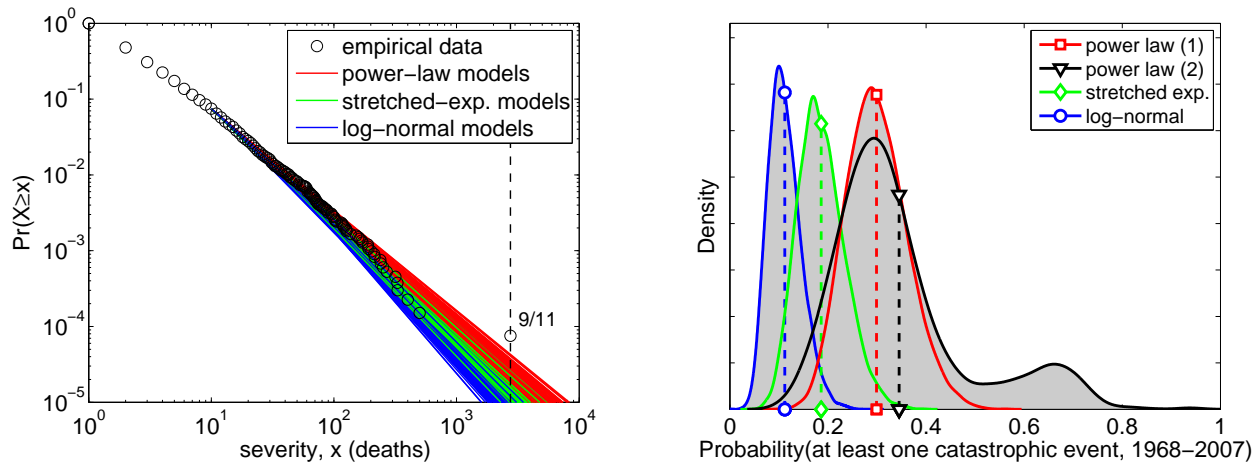 10^0
10^−1
10^−2
10^−3
10^−4
10^−5
Pr(X≥x)
empirical data
power−law models
stretched−exp. models
log−normal models
9/11
10^0 10^1 10^2 10^3 10^4
severity, x (deaths)
Density
power law (1)
power law (2)
stretched exp.
log−normal
0 0.2 0.4 0.6 0.8 1
Probability(at least one catastrophic event, 1968−2007)